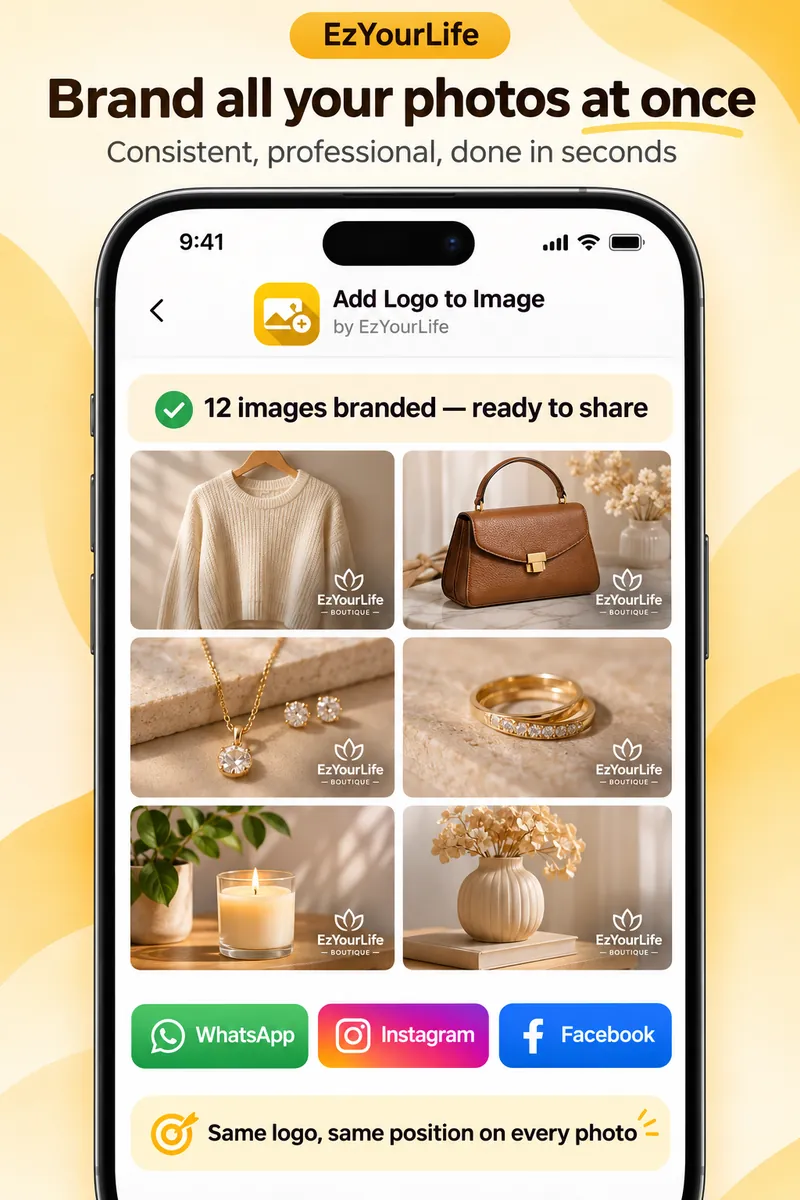 EzYourLife
Brand all your photos at once
Consistent, professional, done in seconds
9:41
Add Logo to Image
by EzYourLife
12 images branded — ready to share
EzYourLife
— BOUTIQUE —
EzYourLife
— BOUTIQUE —
EzYourLife
— BOUTIQUE —
EzYourLife
— BOUTIQUE —
EzYourLife
— BOUTIQUE —
EzYourLife
— BOUTIQUE —
WhatsApp
Instagram
Facebook
Same logo, same position on every photo